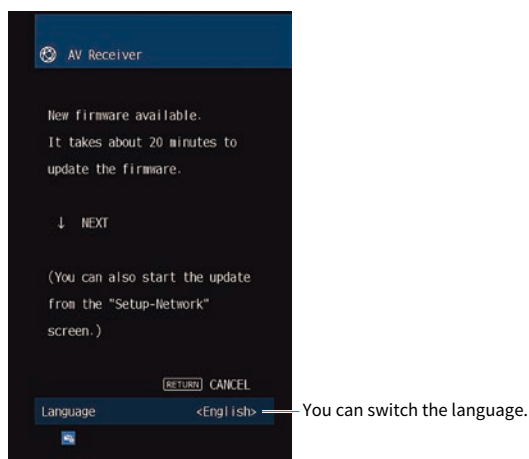 AV Receiver
New firmware available.
It takes about 20 minutes to
update the firmware.
↓ NEXT
(You can also start the update
from the "Setup-Network"
screen.)
RETURN CANCEL
Language <English>
You can switch the language.